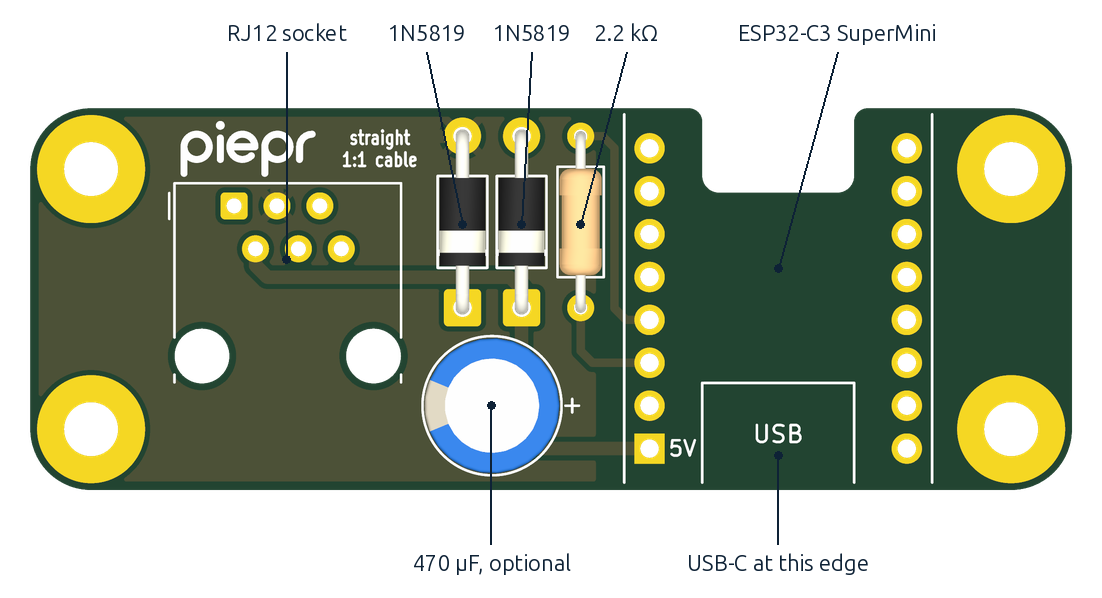 RJ12 socket
1N5819
1N5819
2.2 kΩ
ESP32-C3 SuperMini
piepr
straight
1:1 cable
+
USB
5V
470 µF, optional
USB-C at this edge